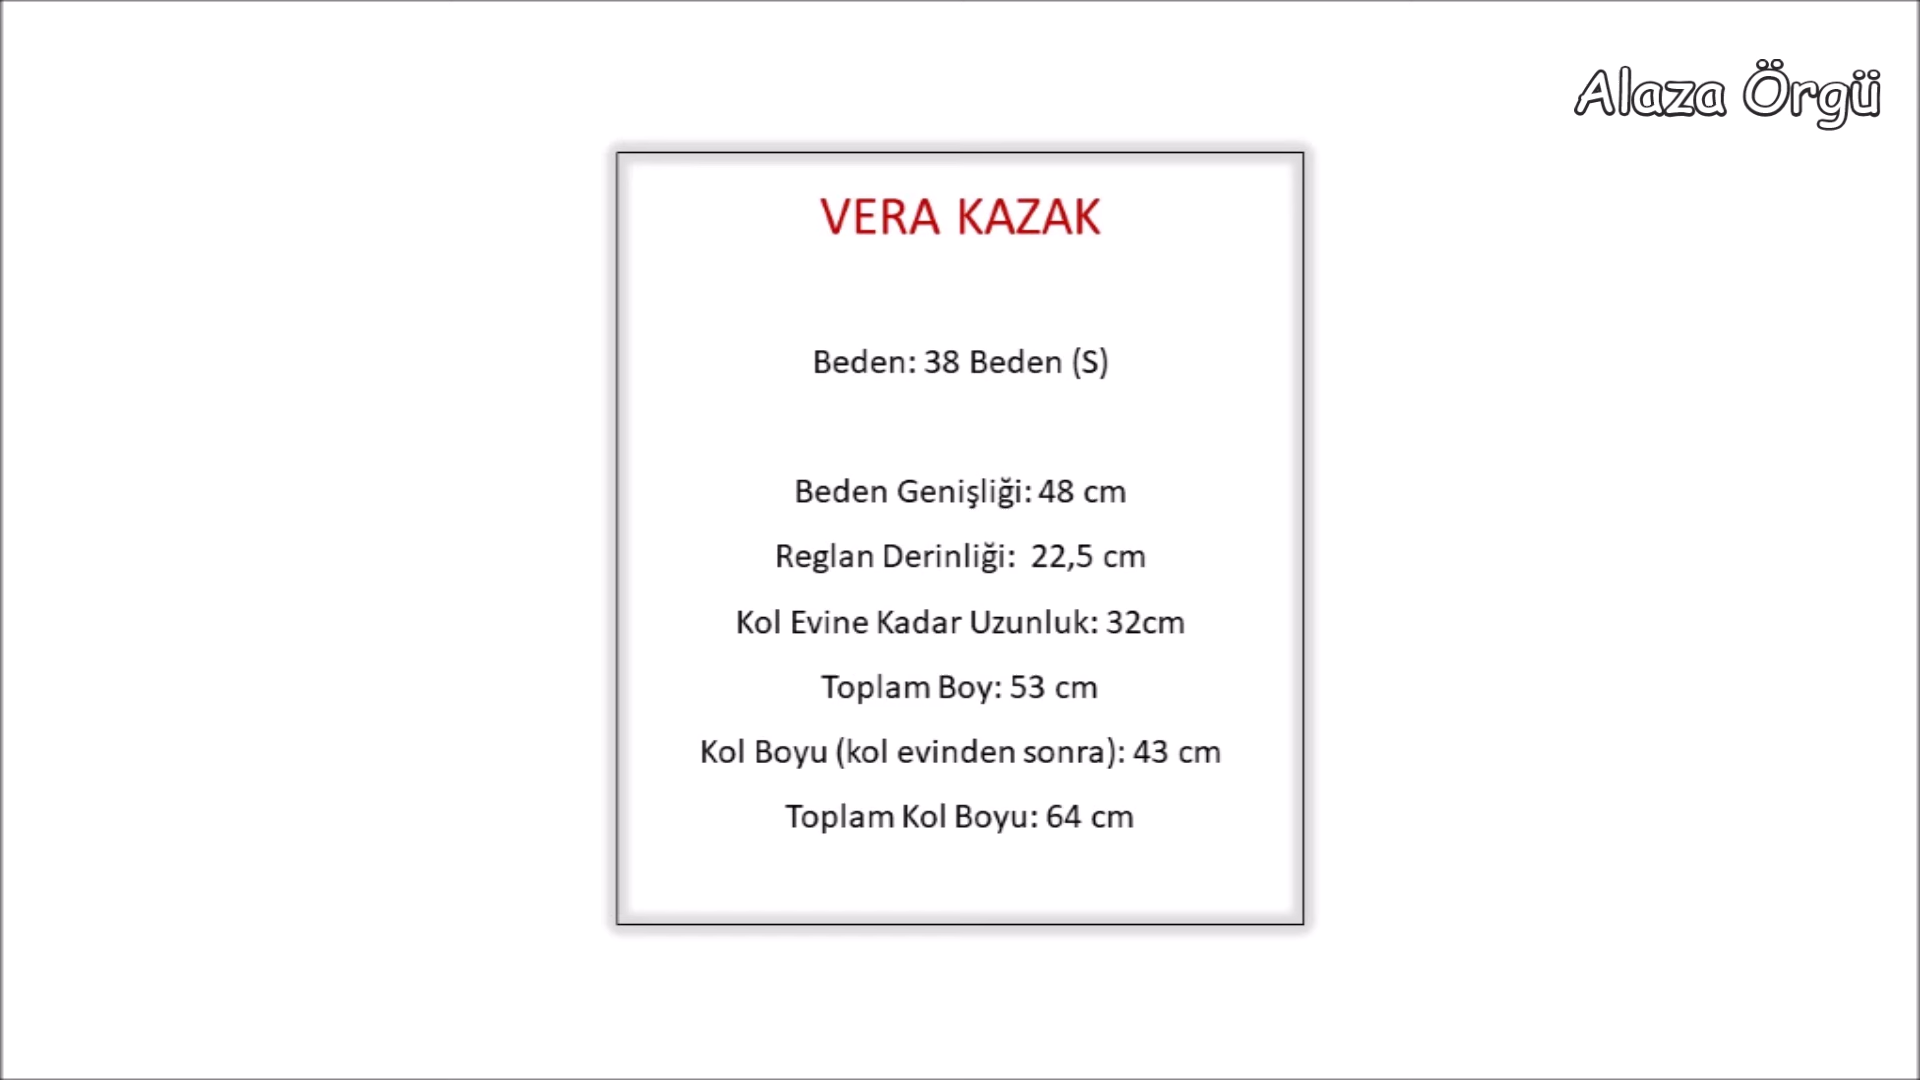 Alaza Örgü
VERA KAZAK
Beden: 38 Beden (S)
Beden Genişliği: 48 cm
Reglan Derinliği: 22,5 cm
Kol Evine Kadar Uzunluk: 32cm
Toplam Boy: 53 cm
Kol Boyu (kol evinden sonra): 43 cm
Toplam Kol Boyu: 64 cm